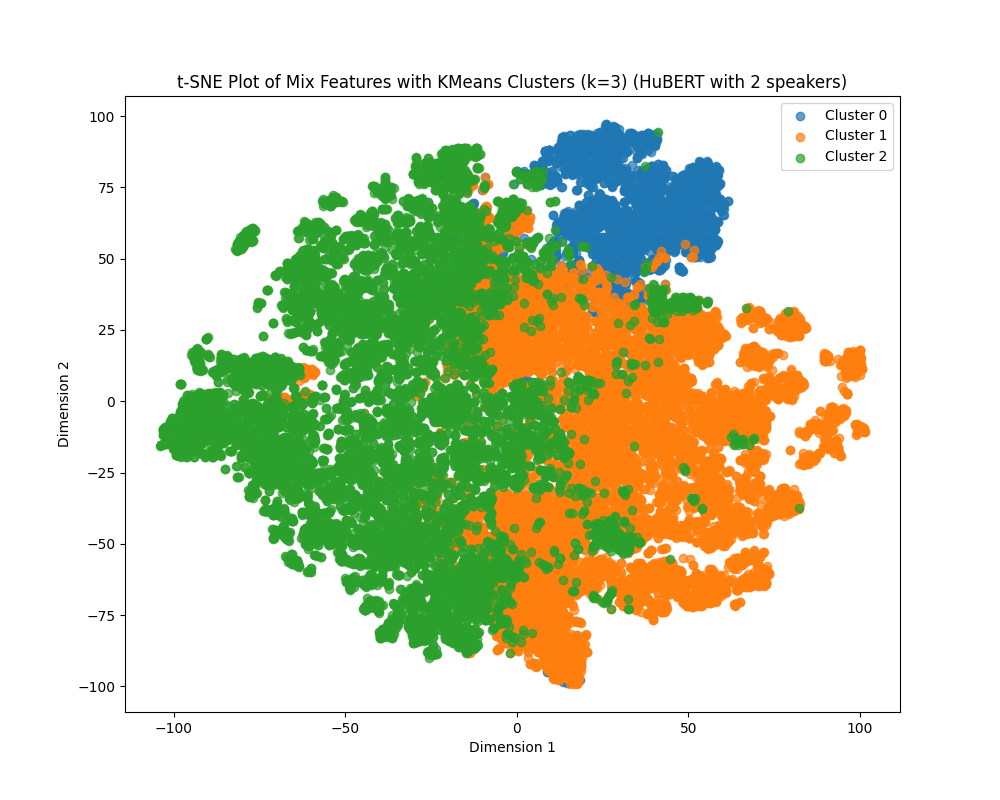 t-SNE Plot of Mix Features with KMeans Clusters (k=3) (HuBERT with 2 speakers)
Cluster 0
Cluster 1
Cluster 2
100
75
50
25
0
−25
−50
−75
−100
Dimension 2
−100
−50
0
50
100
Dimension 1